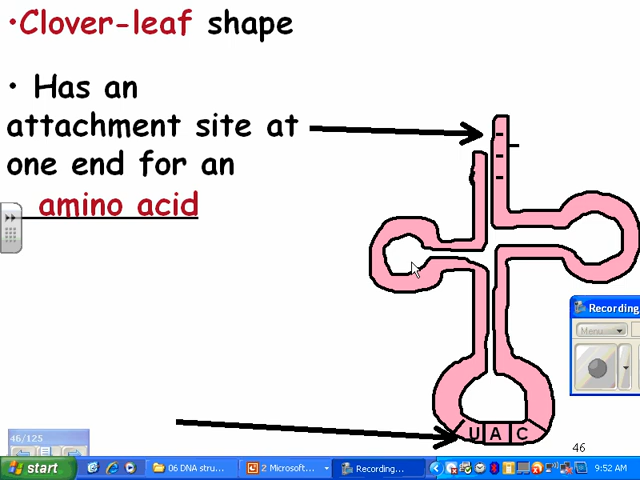 •Clover-leaf shape
• Has an
attachment site at
one end for an
amino acid
U A C
Recording
Menu
46/125
46
start
06 DNA stru...
2 Microsoft...
Recording...
9:52 AM